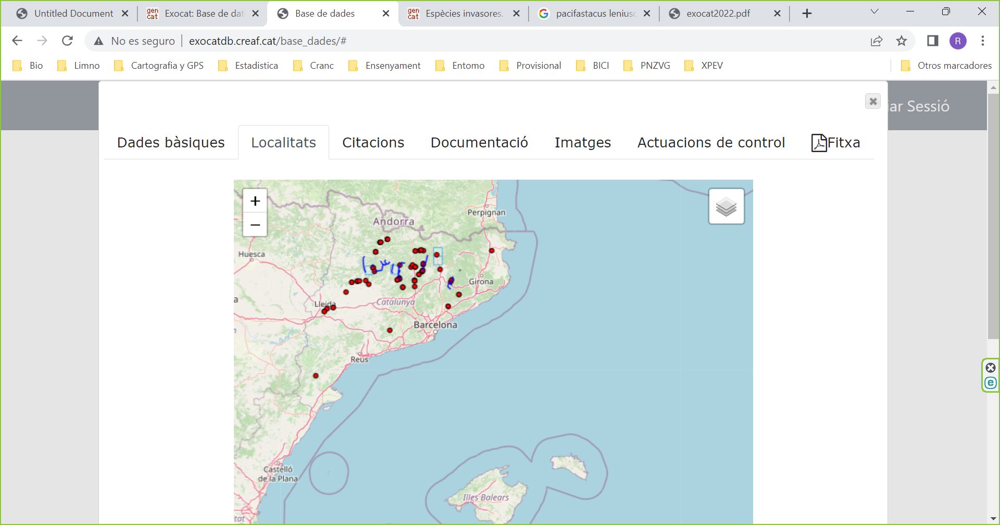 Untitled Document
gen cat
Exocat: Base de dat
Base de dades
gen cat
Espècies invasores.
pacifastacus leniusc
exocat2022.pdf
No es seguro
exocatdb.creaf.cat/base_dades/#
R
Bio
Limno
Cartografia y GPS
Estadistica
Cranc
Ensenyament
Entomo
Provisional
BICI
PNZVG
XPEV
Otros marcadores
iar Sessió
Dades bàsiques
Localitats
Citacions
Documentació
Imatges
Actuacions de control
Fitxa
+
−
Perpignan
Andorra
Huesca
Girona
Lleida
Catalunya
Barcelona
Reus
Castelló
de la Plana
Illes Balears
tat